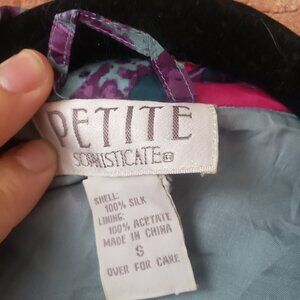 PETITE
SOPHISTICATE®
SHELL:
100% SILK
LINING:
100% ACETATE
MADE IN CHINA
S
OVER FOR CARE